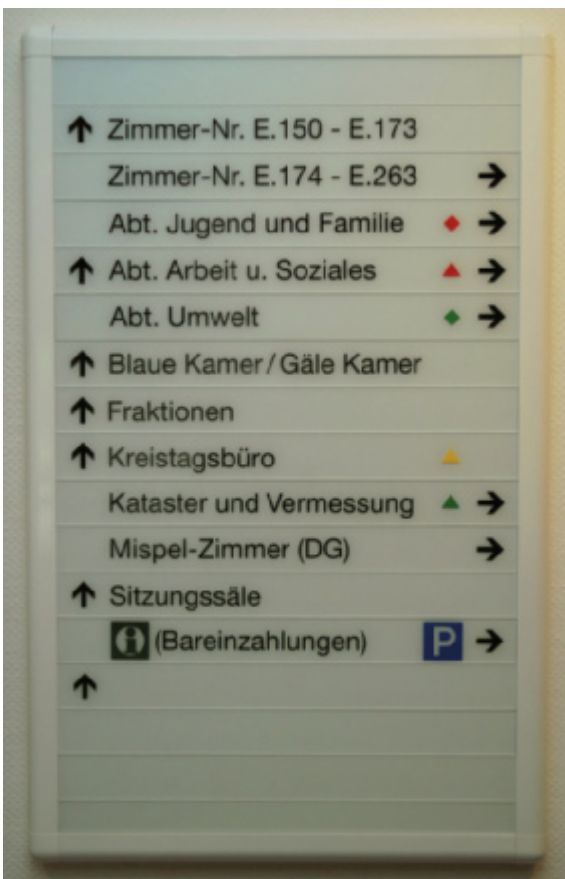 ↑ Zimmer-Nr. E.150 - E.173
Zimmer-Nr. E.174 - E.263 →
Abt. Jugend und Familie →
↑ Abt. Arbeit u. Soziales →
Abt. Umwelt →
↑ Blaue Kamer/Gäle Kamer
↑ Fraktionen
↑ Kreistagsbüro
Kataster und Vermessung →
Mispel-Zimmer (DG) →
↑ Sitzungssäle
i (Bareinzahlungen) P →
↑